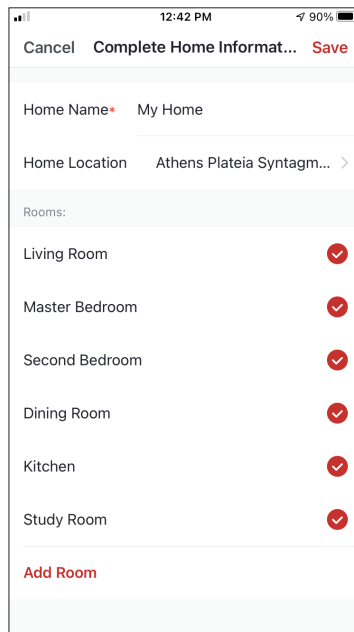 12:42 PM 90%
Cancel Complete Home Informat... Save
Home Name* My Home
Home Location Athens Plateia Syntagm...
Rooms:
Living Room
Master Bedroom
Second Bedroom
Dining Room
Kitchen
Study Room
Add Room